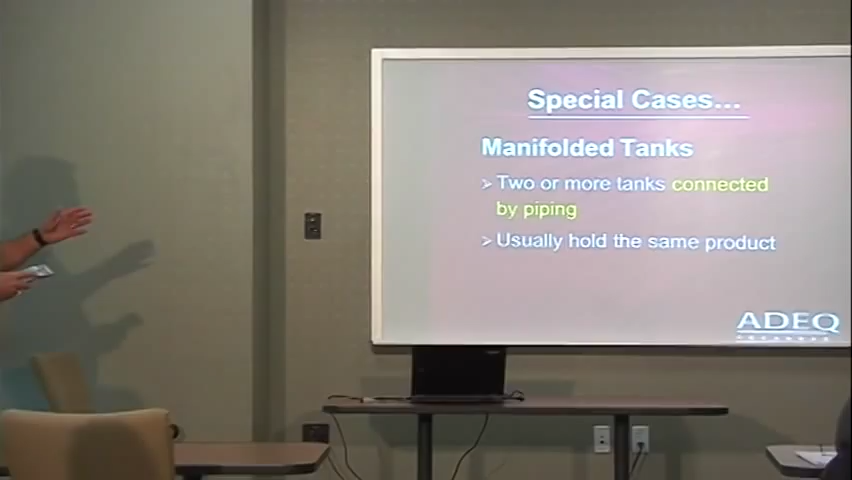 Special Cases...
Manifolded Tanks
➢ Two or more tanks connected
by piping
➢ Usually hold the same product
ADEQ